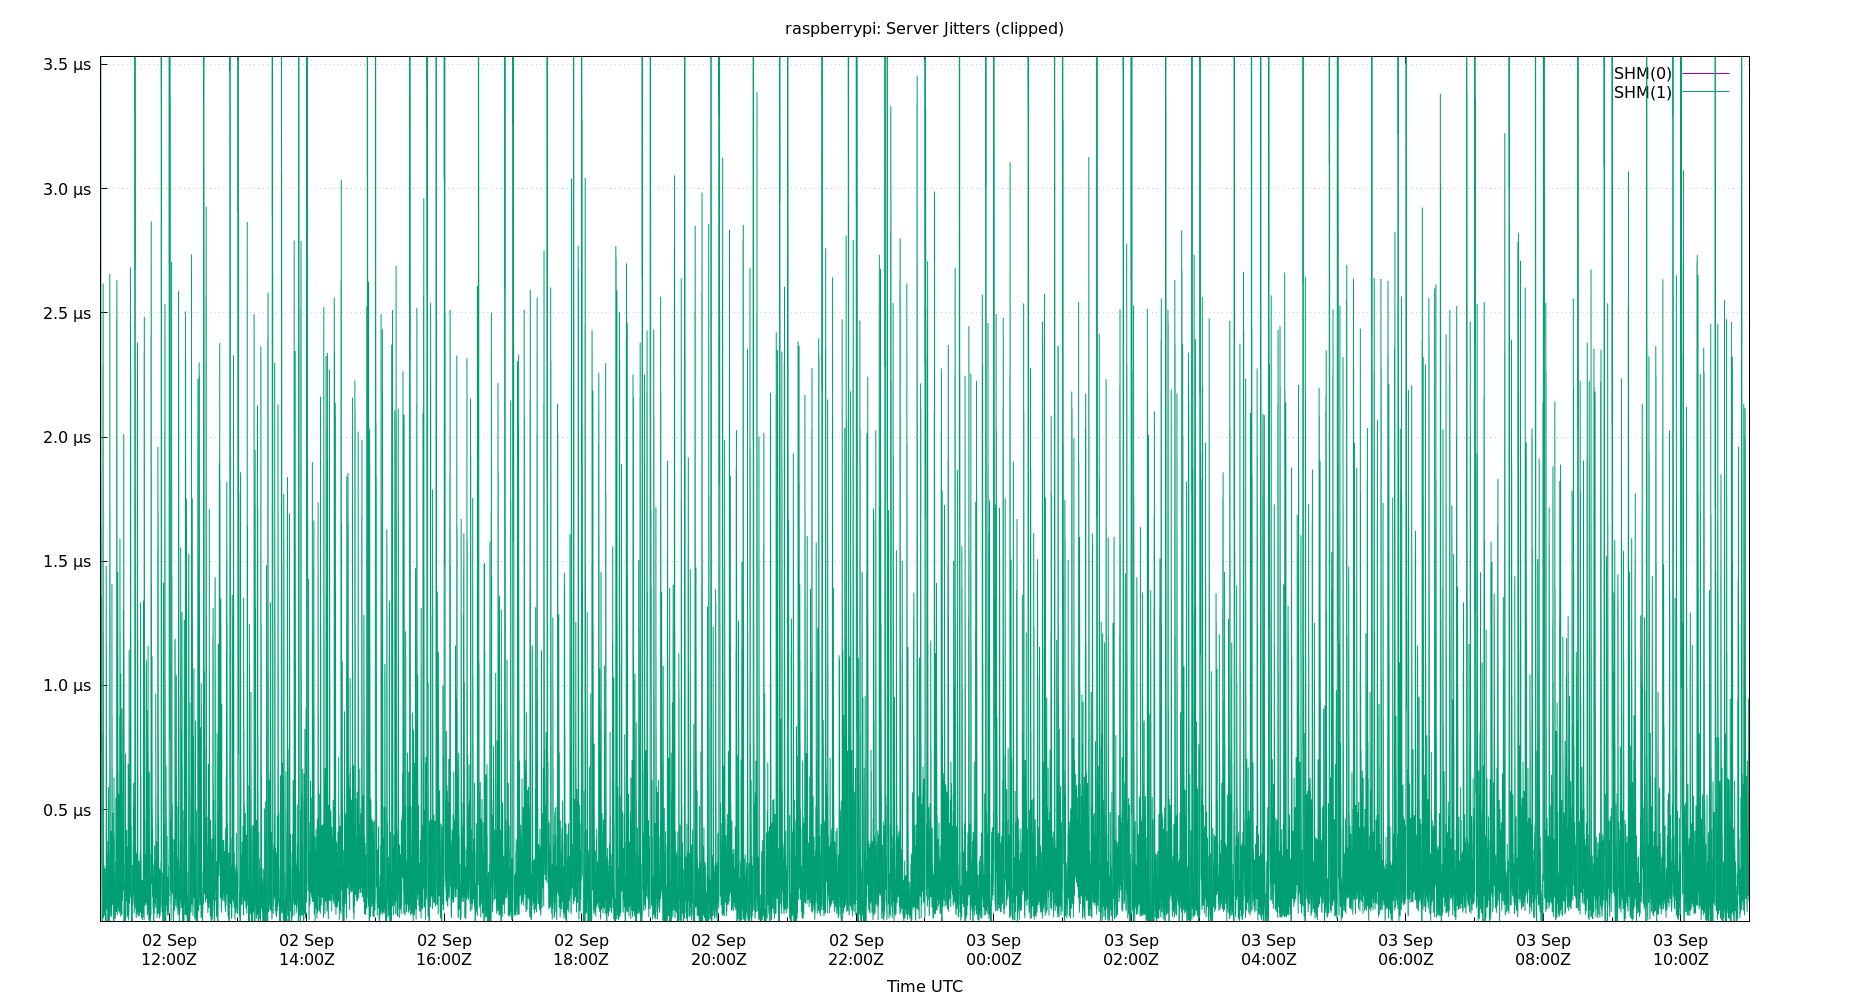 raspberrypi: Server Jitters (clipped)
3.5 µs
3.0 µs
2.5 µs
2.0 µs
1.5 µs
1.0 µs
0.5 µs
SHM(0)
SHM(1)
02 Sep 02 Sep 02 Sep 02 Sep 02 Sep 02 Sep 03 Sep 03 Sep 03 Sep 03 Sep 03 Sep 03 Sep
12:00Z 14:00Z 16:00Z 18:00Z 20:00Z 22:00Z 00:00Z 02:00Z 04:00Z 06:00Z 08:00Z 10:00Z
Time UTC